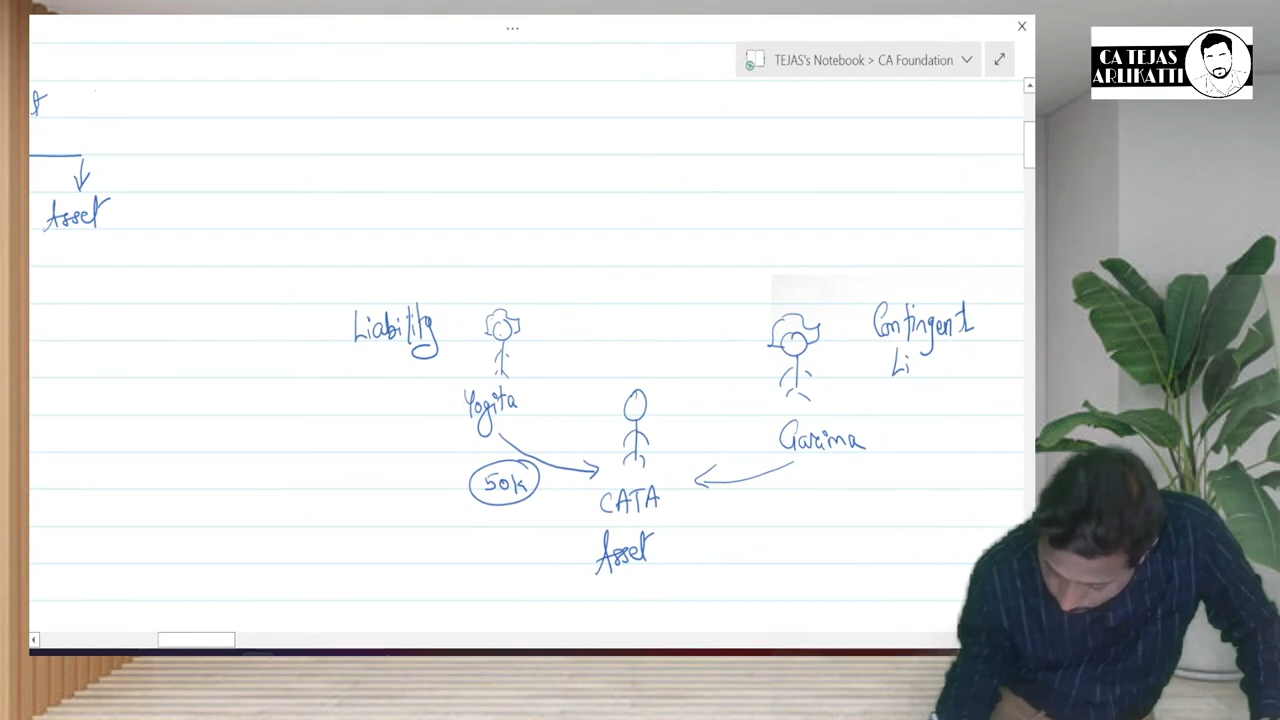 ...
TEJAS's Notebook > CA Foundation
CA TEJAS
ARLIKATTI
t
Asset
Liability
Contingent
Li
Yogita
Garima
50k
CATA
Asset